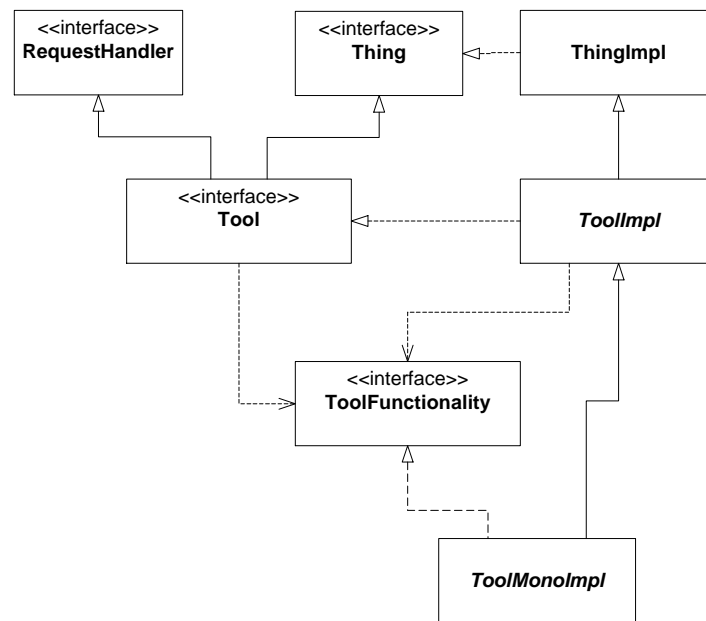 <<interface>>
RequestHandler
<<interface>>
Thing
ThingImpl
<<interface>>
Tool
ToolImpl
<<interface>>
ToolFunctionality
ToolMonoImpl